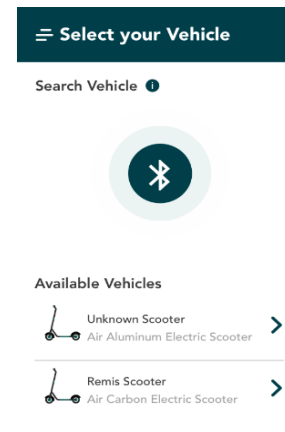 Select your Vehicle
Search Vehicle i
Available Vehicles
Unknown Scooter
Air Aluminum Electric Scooter
Remis Scooter
Air Carbon Electric Scooter